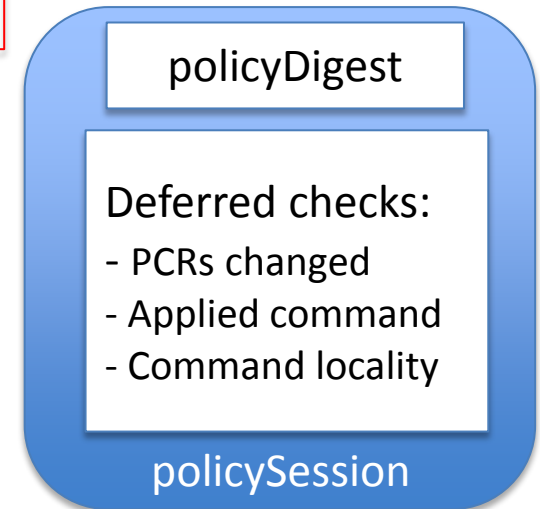 policyDigest
Deferred checks:
- PCRs changed
- Applied command
- Command locality
policySession